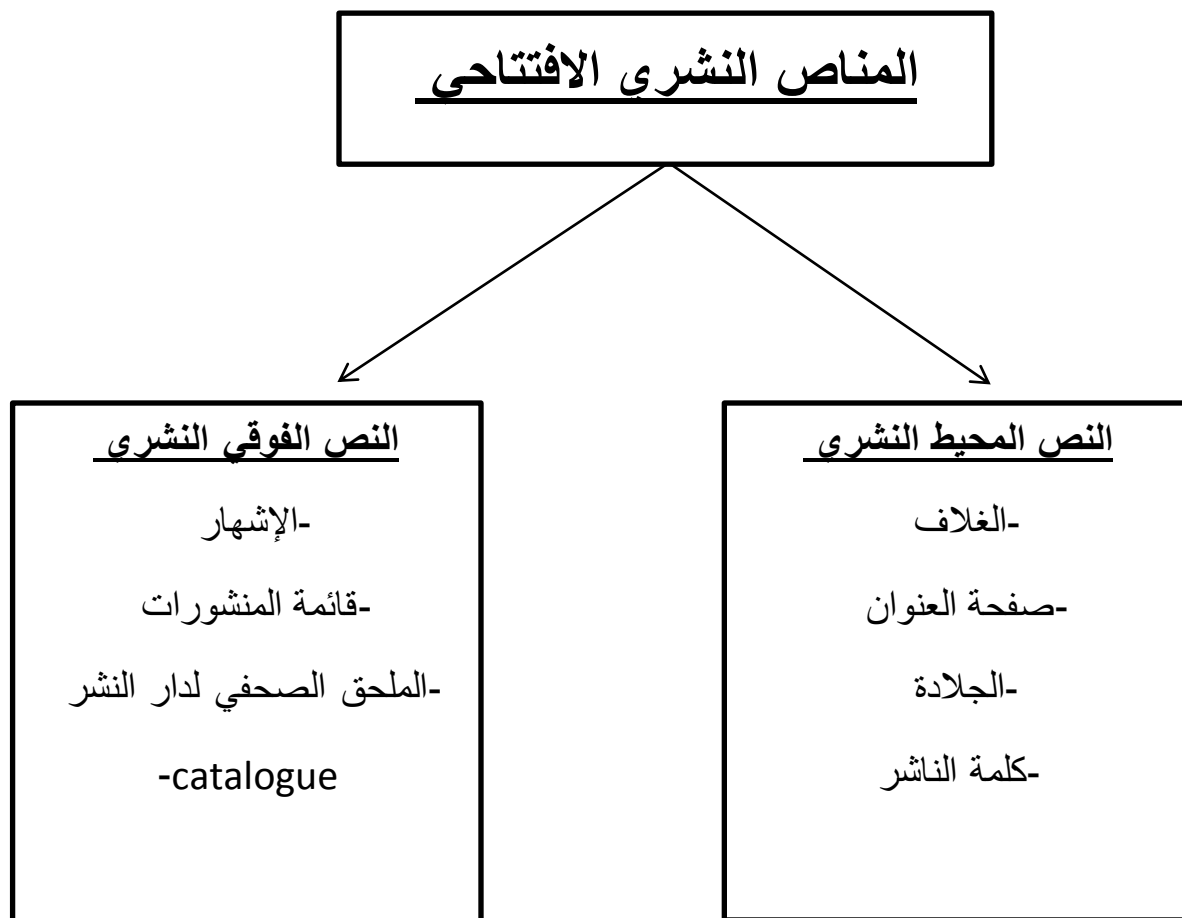 المناص النشري الافتتاحي
النص المحيط النشري
-الغلاف
-صفحة العنوان
-الجلادة
-كلمة الناشر
النص الفوقي النشري
-الإشهار
-قائمة المنشورات
-الملحق الصحفي لدار النشر
-catalogue